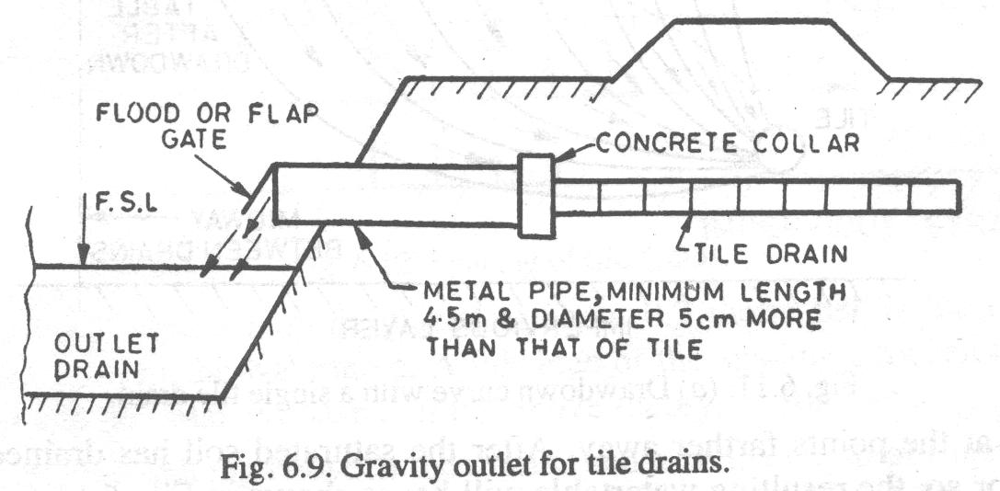 FLOOD OR FLAP
GATE
F.S.L
CONCRETE COLLAR
TILE DRAIN
METAL PIPE, MINIMUM LENGTH
4.5m & DIAMETER 5cm MORE
THAN THAT OF TILE
OUTLET
DRAIN
Fig. 6.9. Gravity outlet for tile drains.